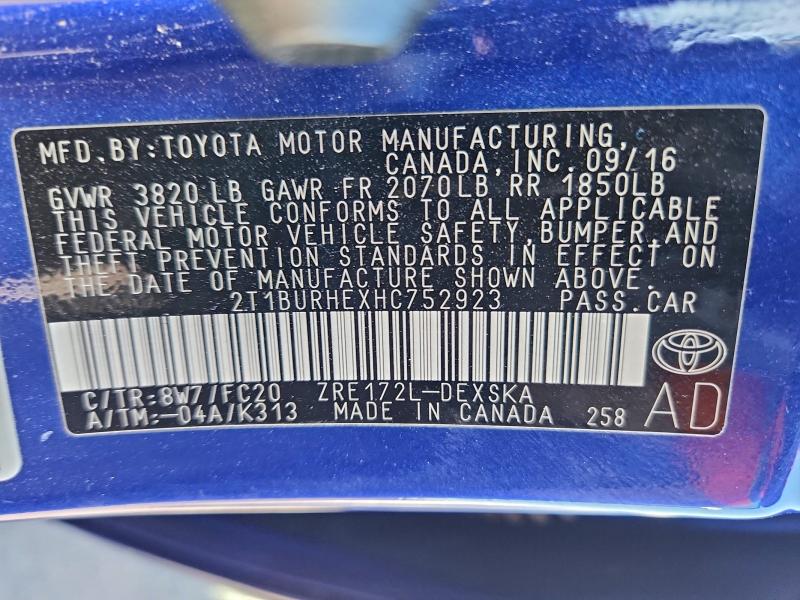 MFD. BY: TOYOTA MOTOR MANUFACTURING,
CANADA, INC. 09/16
GVWR 3820 LB GAWR FR 2070LB RR 1850LB
THIS VEHICLE CONFORMS TO ALL APPLICABLE
FEDERAL MOTOR VEHICLE SAFETY, BUMPER, AND
THEFT PREVENTION STANDARDS IN EFFECT ON
THE DATE OF MANUFACTURE SHOWN ABOVE.
2T1BURHEXHC752923 PASS. CAR
C/TR: 8W7/FC20 ZRE172L-DEXSKA
A/TM: -04A/K313 MADE IN CANADA 258 AD